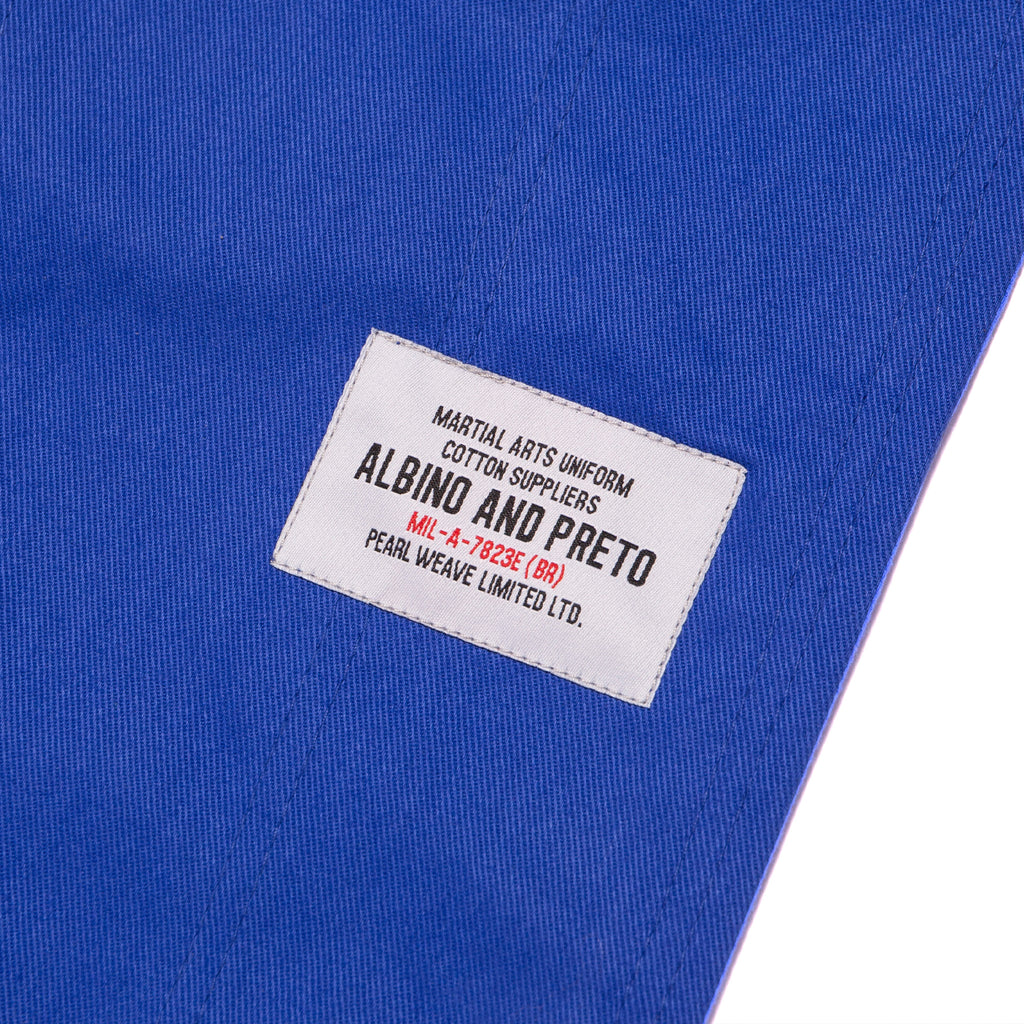 MARTIAL ARTS UNIFORM
COTTON SUPPLIERS
ALBINO AND PRETO
MIL-A-7823E (BR)
PEARL WEAVE LIMITED LTD.